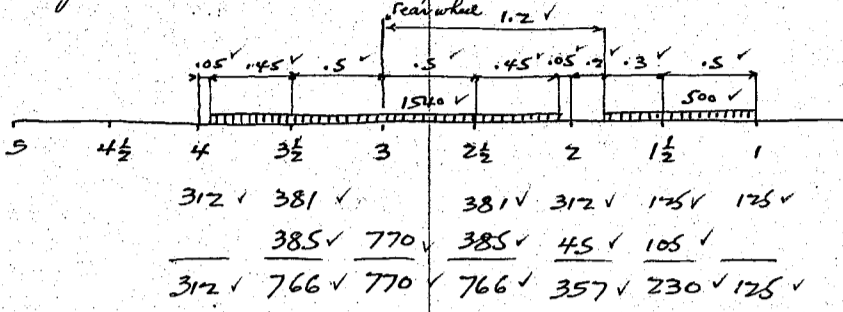 rear wheel
1.2 ✓
.05 ✓ .45 ✓ .5 ✓ .5 ✓ .45 ✓ .05 ✓ .2 ✓ .3 ✓ .5 ✓
1540 ✓ 500 ✓
5 4½ 4 3½ 3 2½ 2 1½ 1
312 ✓ 381 ✓ 381 ✓ 312 ✓ 125 ✓ 125 ✓
385 ✓ 770 ✓ 385 ✓ 45 ✓ 105 ✓
312 ✓ 766 ✓ 770 ✓ 766 ✓ 357 ✓ 230 ✓ 125 ✓